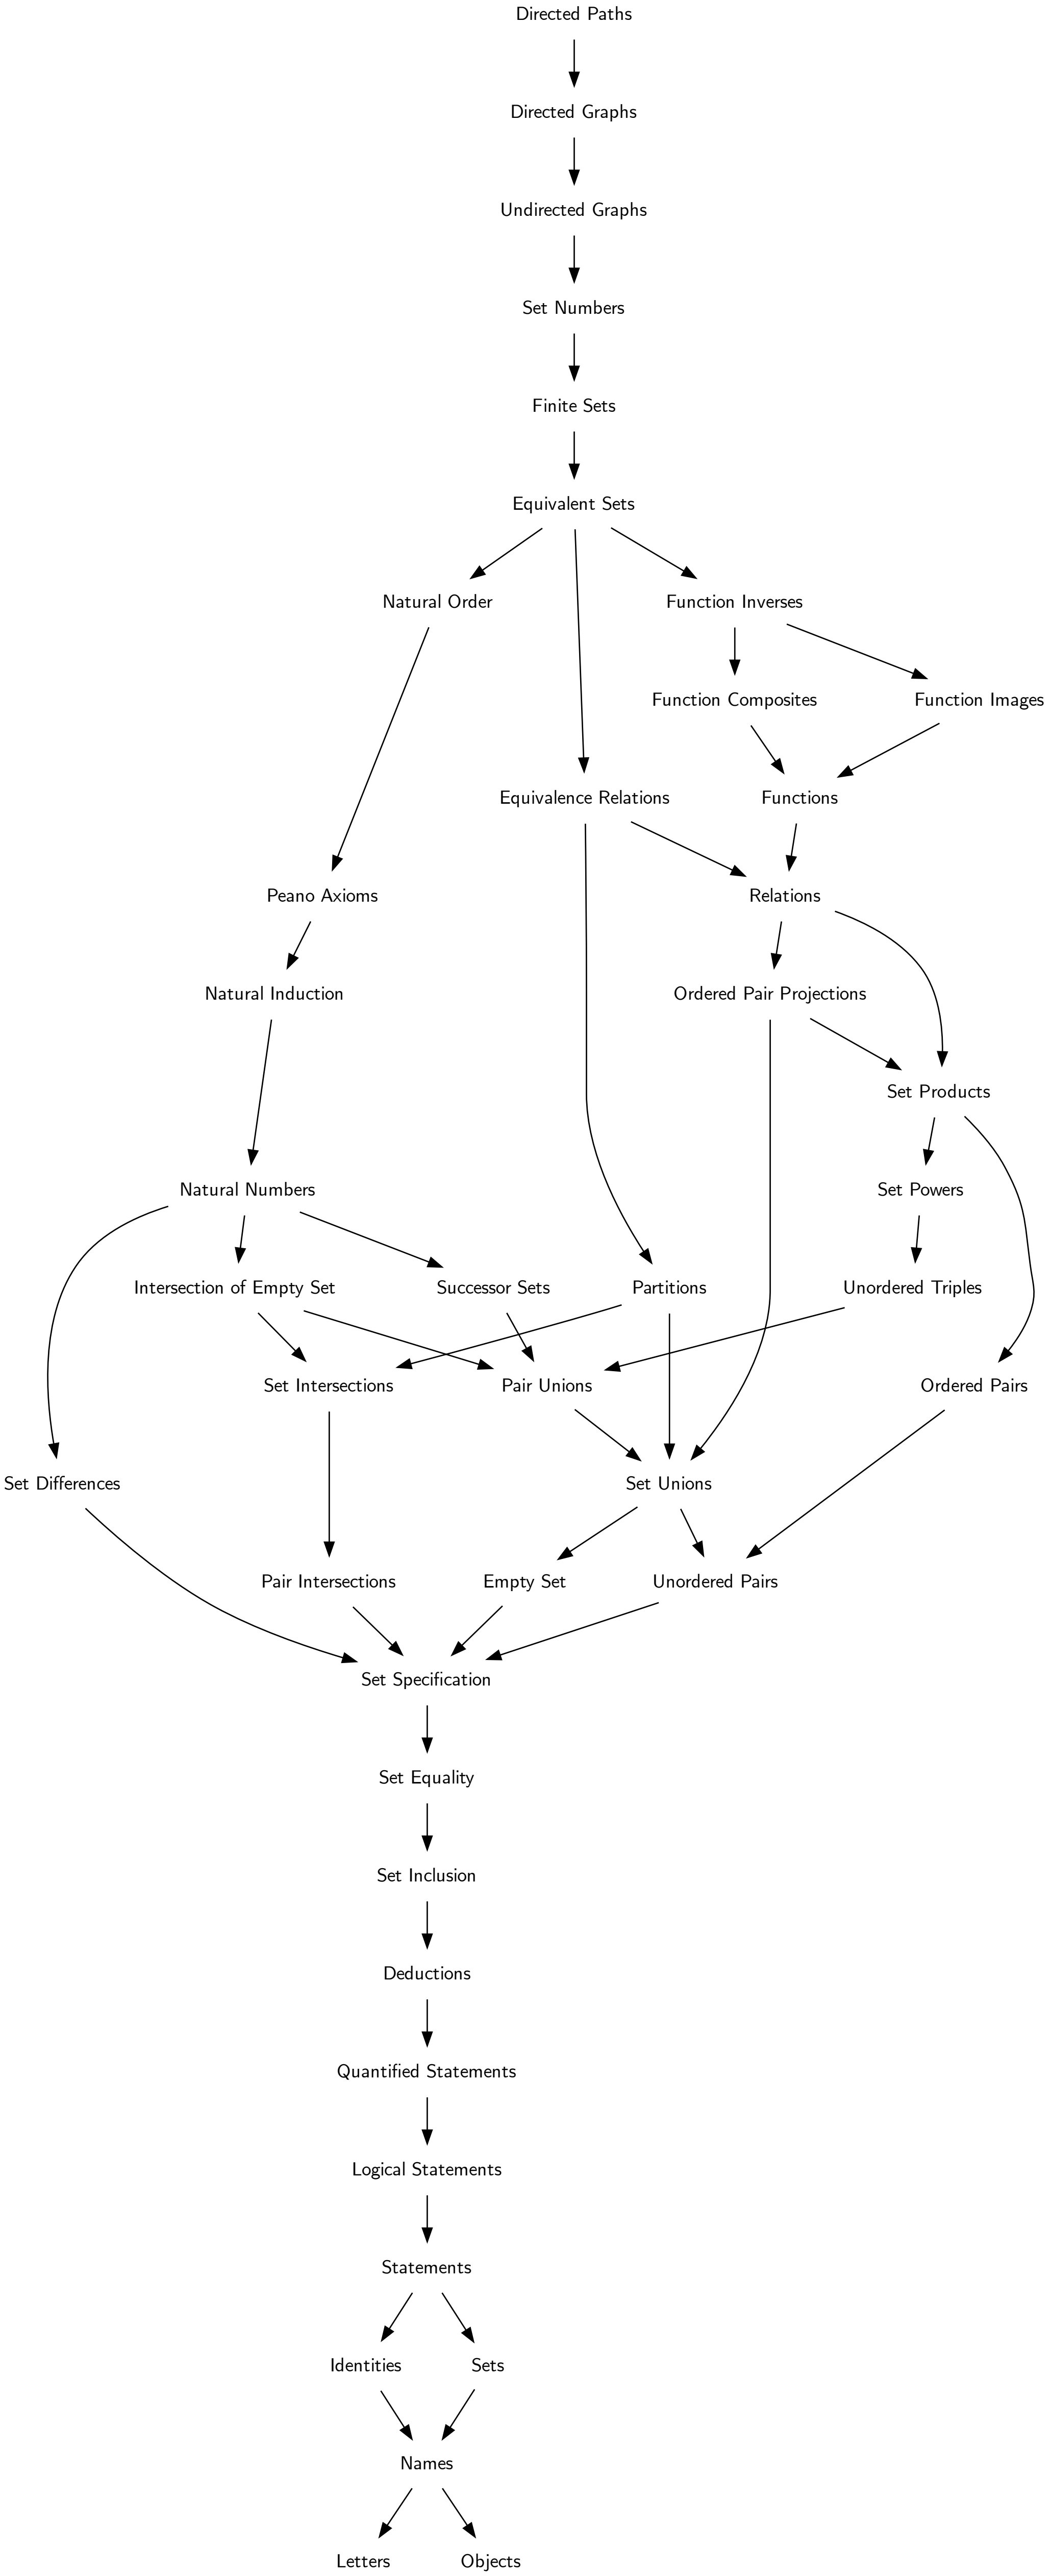 Directed Paths
Directed Graphs
Undirected Graphs
Set Numbers
Finite Sets
Equivalent Sets
Natural Order
Function Inverses
Function Composites
Function Images
Equivalence Relations
Functions
Peano Axioms
Relations
Natural Induction
Ordered Pair Projections
Set Products
Natural Numbers
Set Powers
Intersection of Empty Set
Successor Sets
Partitions
Unordered Triples
Set Intersections
Pair Unions
Ordered Pairs
Set Differences
Set Unions
Pair Intersections
Empty Set
Unordered Pairs
Set Specification
Set Equality
Set Inclusion
Deductions
Quantified Statements
Logical Statements
Statements
Identities
Sets
Names
Letters
Objects